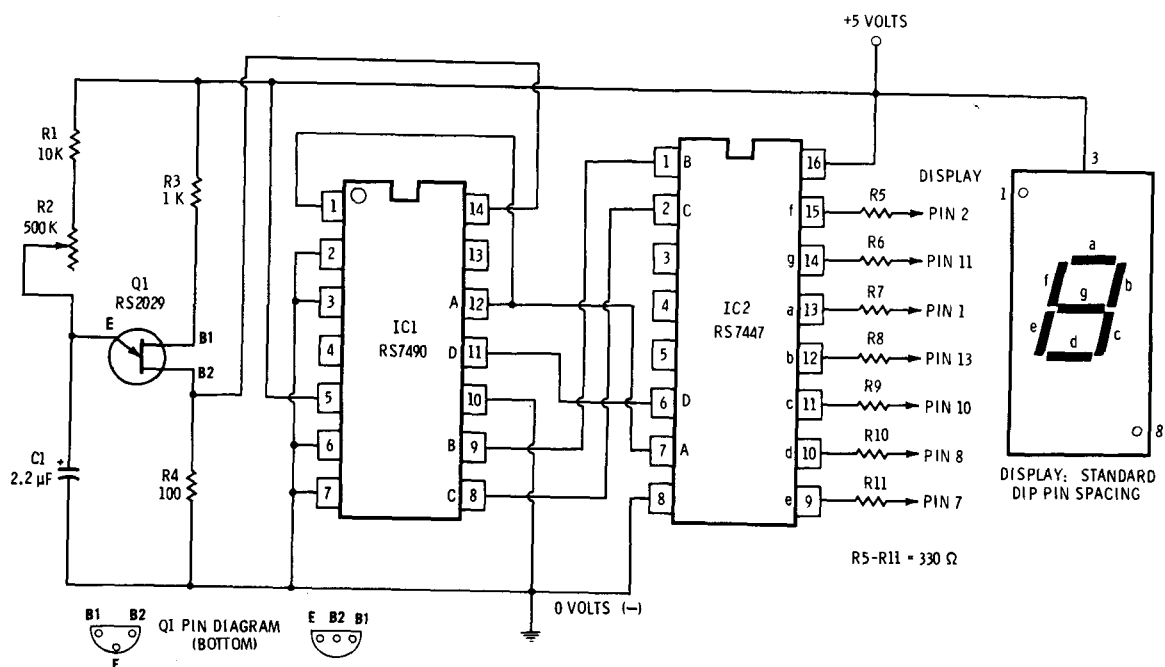 +5 VOLTS
R1
10K
R2
500K
R3
1 K
Q1
RS2029
E
B1
B2
C1
+
2.2 µF
R4
100
1
2
3
4
5
6
7
14
13
A 12
D 11
10
B 9
C 8
IC1
RS7490
1 B
2 C
3
4
5
6 D
7 A
8
16
f 15
g 14
a 13
b 12
c 11
d 10
e 9
IC2
RS7447
DISPLAY
R5
PIN 2
R6
PIN 11
R7
PIN 1
R8
PIN 13
R9
PIN 10
R10
PIN 8
R11
PIN 7
3
1
a
f
b
g
e
c
d
8
DISPLAY: STANDARD
DIP PIN SPACING
R5-R11 = 330 Ω
0 VOLTS (—)
B1 B2
E
Q1 PIN DIAGRAM
(BOTTOM)
E B2 B1